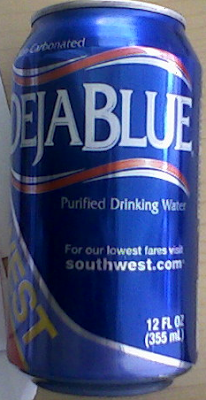 Non-Carbonated
DEJABLUE
Purified Drinking Water
For our lowest fares visit
southwest.com
12 FL OZ
(355 mL)